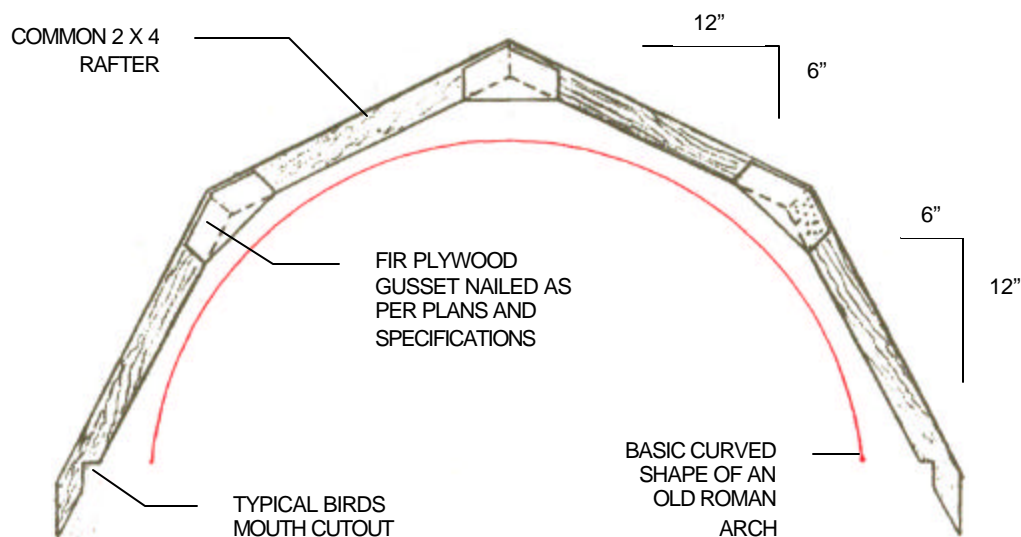 COMMON 2 X 4
RAFTER
12”
6”
6”
12”
FIR PLYWOOD
GUSSET NAILED AS
PER PLANS AND
SPECIFICATIONS
BASIC CURVED
SHAPE OF AN
OLD ROMAN
ARCH
TYPICAL BIRDS
MOUTH CUTOUT